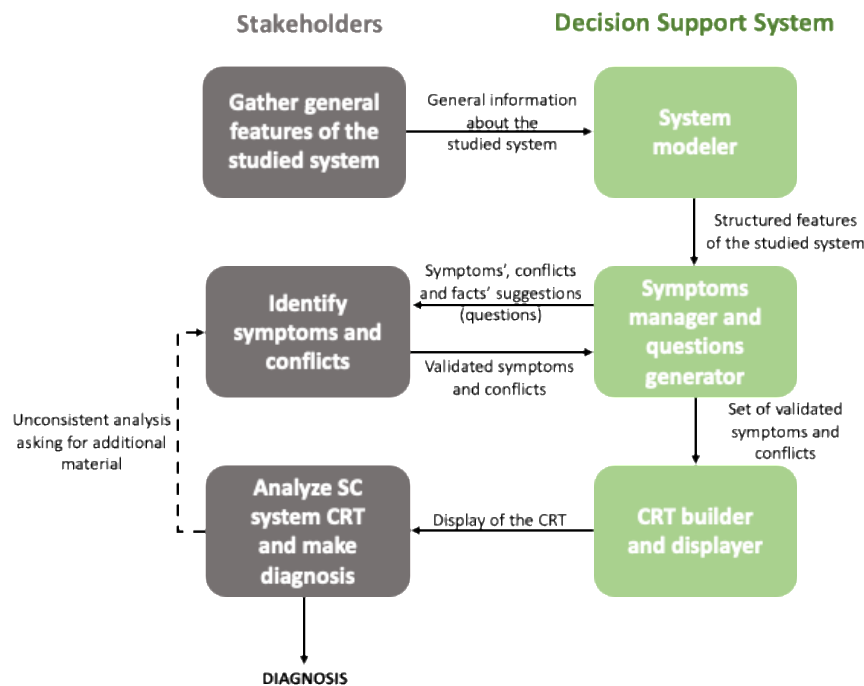 Stakeholders
Decision Support System
Gather general
features of the
studied system
General information
about the
studied system
System
modeler
Structured features
of the studied system
Identify
symptoms and
conflicts
Symptoms', conflicts
and facts' suggestions
(questions)
Validated symptoms
and conflicts
Symptoms
manager and
questions
generator
Unconsistent analysis
asking for additional
material
Set of validated
symptoms and
conflicts
Analyze SC
system CRT
and make
diagnosis
Display of the CRT
CRT builder
and displayer
DIAGNOSIS